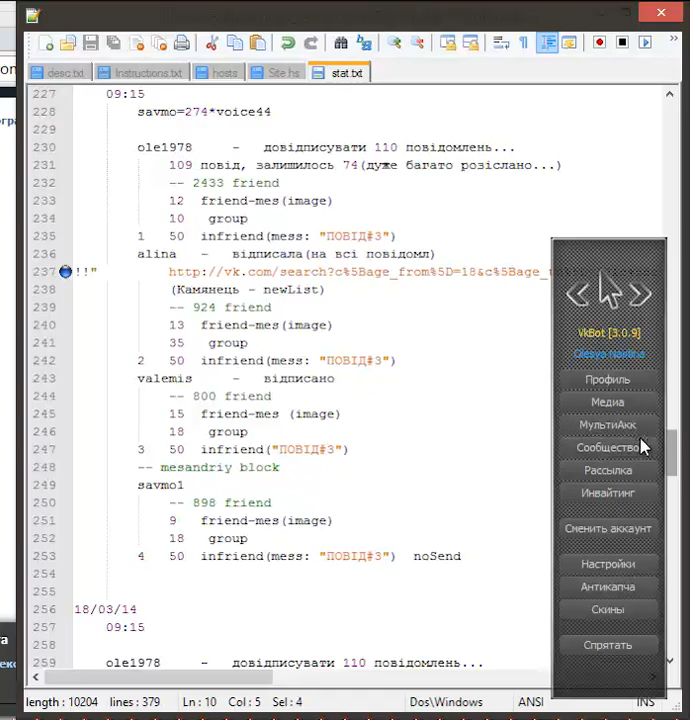 desc.txt Instructions.txt hosts Site.hs stat.txt
227 09:15
228 savmo=274*voice44
229
230 ole1978 - довідписувати 110 повідомлень...
231 109 повід, залишилось 74(дуже багато розіслано...)
232 -- 2433 friend
233 12 friend-mes(image)
234 10 group
235 1 50 infriend(mess: "ПОВІД#3")
236 alina - відписала(на всі повідомл)
237 !!" http://vk.com/search?c%5Bage_from%5D=18&c%5Bage_
238 (Камянець - newList)
239 -- 924 friend
240 13 friend-mes(image)
241 35 group
242 2 50 infriend(mess: "ПОВІД#3")
243 valemis - відписано
244 -- 800 friend
245 15 friend-mes (image)
246 18 group
247 3 50 infriend("ПОВІД#3")
248 -- mesandriy block
249 savmo1
250 -- 898 friend
251 9 friend-mes(image)
252 18 group
253 4 50 infriend(mess: "ПОВІД#3") noSend
254
255
256 18/03/14
257 09:15
258
259 ole1978 - довідписувати 110 повідомлень...
VkBot [3.0.9]
Olesya Nikitina
Профиль
Медиа
МультиАкк
Сообщество
Рассылка
Инвайтинг
Сменить аккаунт
Настройки
Антикапча
Скины
Спрятать
length : 10204 lines : 379 Ln : 10 Col : 5 Sel : 4 Dos\Windows ANSI INS